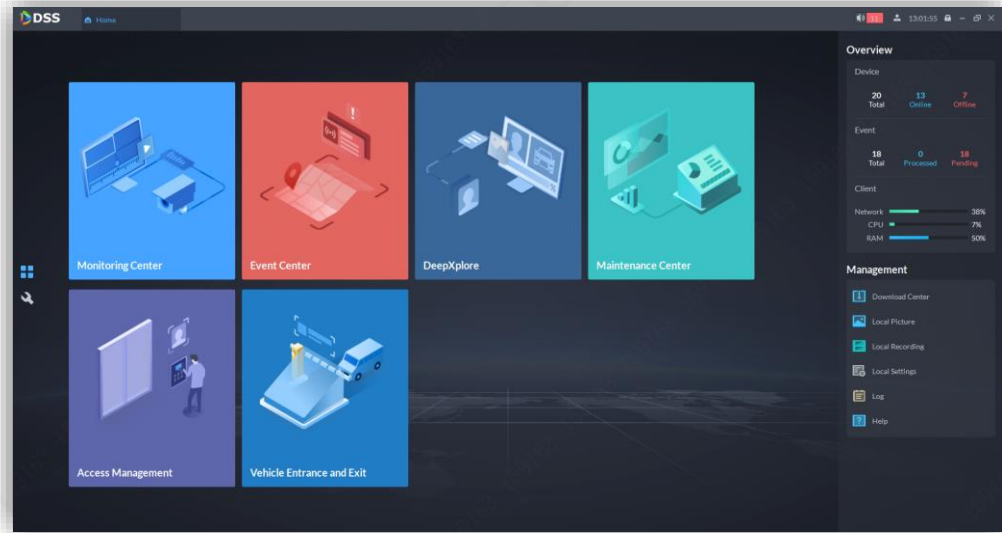 DSS
Home
11
13:01:55
Monitoring Center
Event Center
DeepXplore
Maintenance Center
Access Management
Vehicle Entrance and Exit
Overview
Device
20 13 7
Total Online Offline
Event
18 0 18
Total Processed Pending
Client
Network 38%
CPU 7%
RAM 50%
Management
Download Center
Local Picture
Local Recording
Local Settings
Log
Help